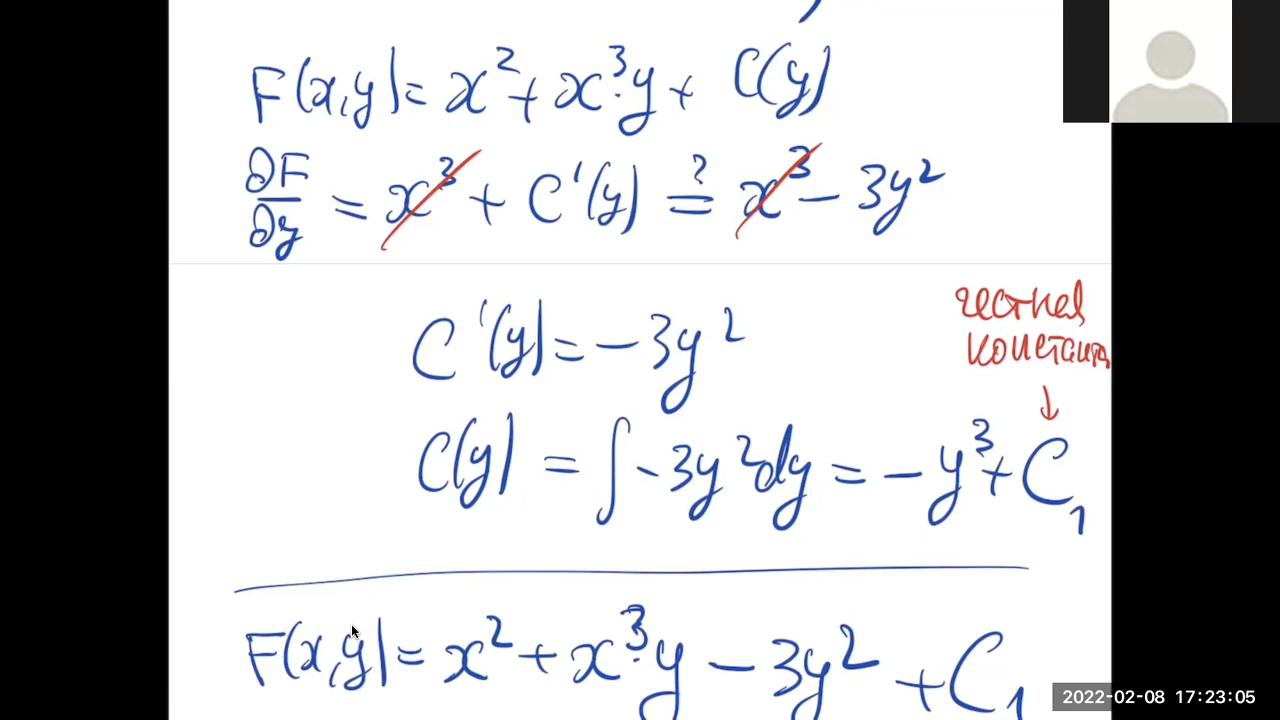 F(x,y)=x²+x³·y+C(y)
∂F/∂y = x³ + C'(y) ≟ x³ − 3y²
честная
константа
↓
C'(y)=−3y²
C(y) = ∫ −3y²dy = −y³+C₁
F(x,y)=x²+x³·y − 3y² + C₁
2022-02-08 17:23:05